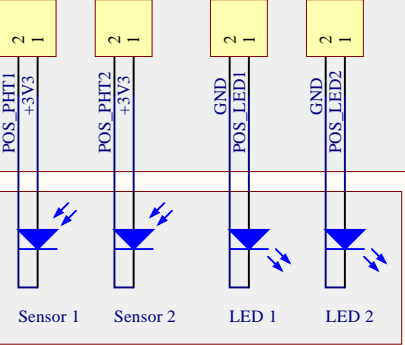 2 1 2 1 2 1 2 1
POS_PHT1
+3V3
POS_PHT2
+3V3
GND
POS_LED1
GND
POS_LED2
Sensor 1 Sensor 2 LED 1 LED 2